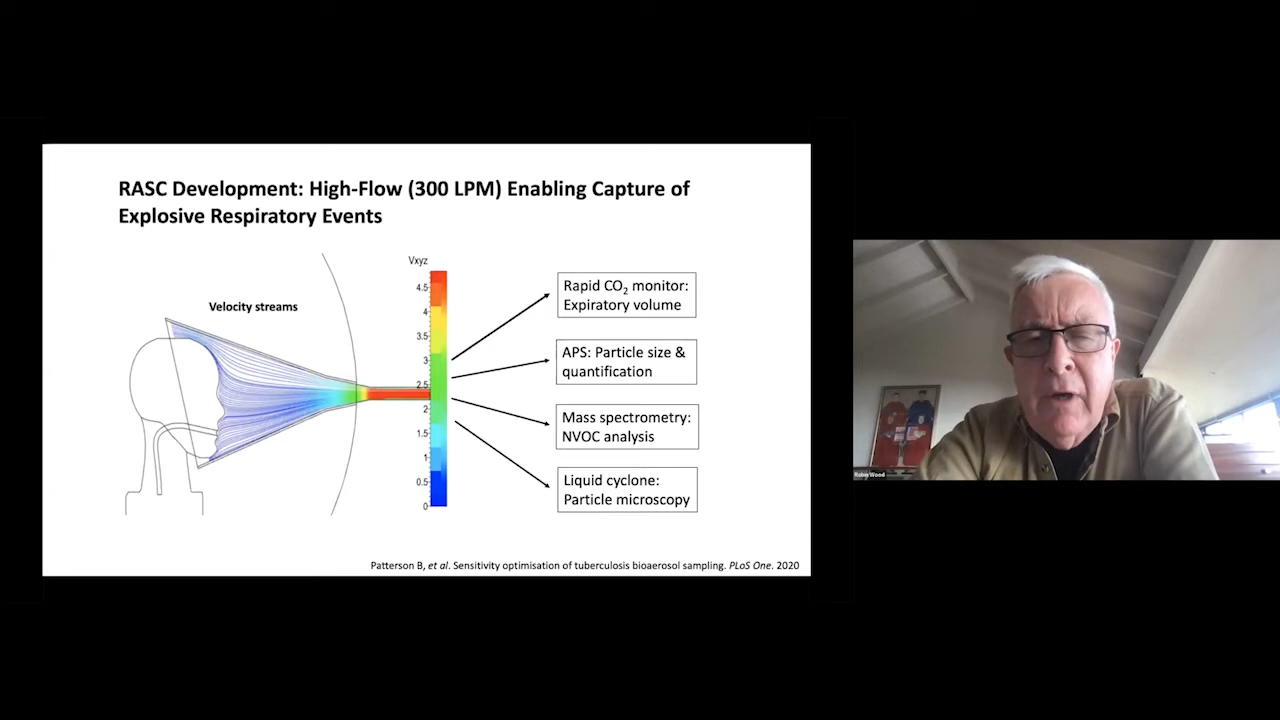 RASC Development: High-Flow (300 LPM) Enabling Capture of
Explosive Respiratory Events
Vxyz
Velocity streams
4.5
4
3.5
3
2.5
2
1.5
1
0.5
0
Rapid CO₂ monitor:
Expiratory volume
APS: Particle size &
quantification
Mass spectrometry:
NVOC analysis
Liquid cyclone:
Particle microscopy
Patterson B, et al. Sensitivity optimisation of tuberculosis bioaerosol sampling. PLoS One. 2020
Robin Wood